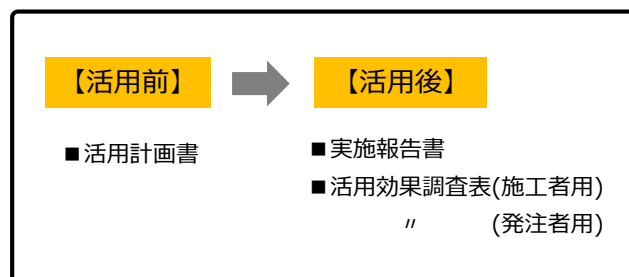 【活用前】
【活用後】
■活用計画書
■実施報告書
■活用効果調査表(施工者用)
〃 (発注者用)